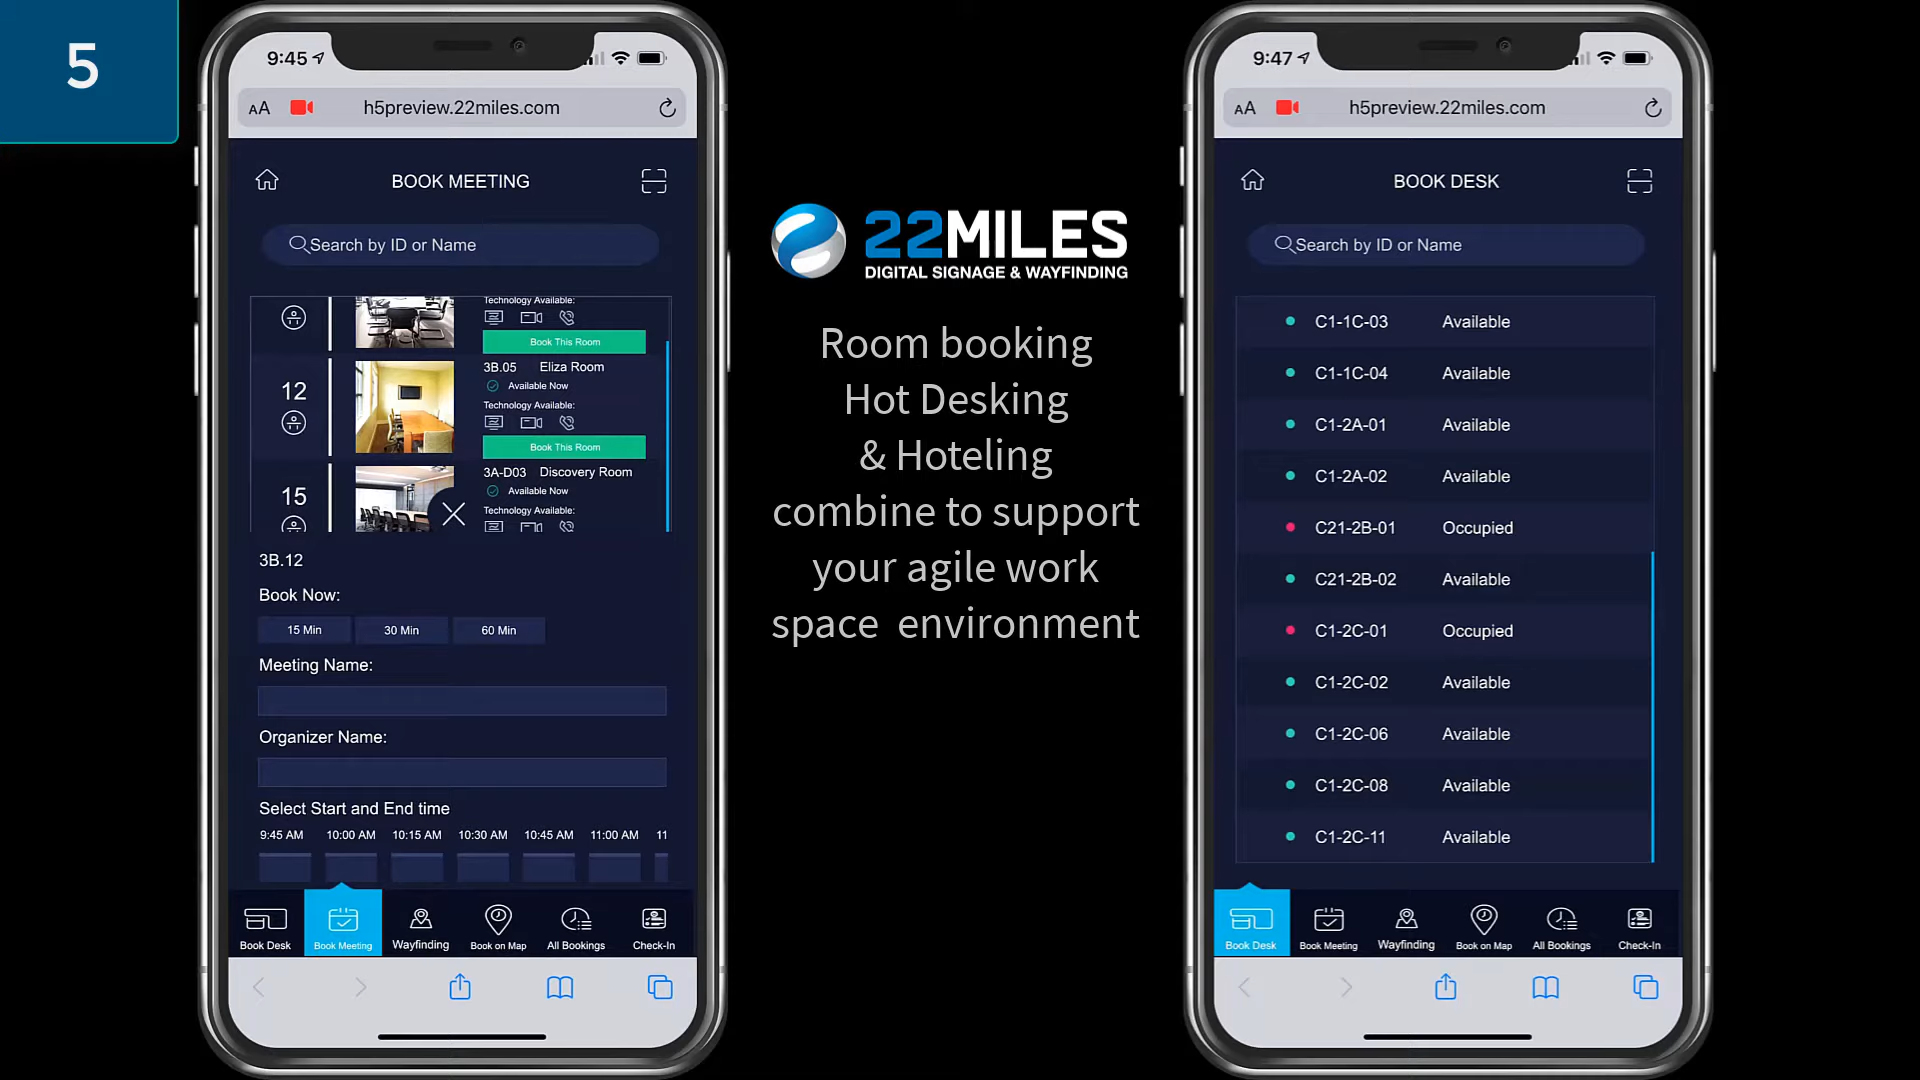 5
9:45
AA
h5preview.22miles.com
BOOK MEETING
Search by ID or Name
Technology Available:
Book This Room
12
3B.05 Eliza Room
Available Now
Technology Available:
Book This Room
15
3A-D03 Discovery Room
Available Now
Technology Available:
3B.12
Book Now:
15 Min 30 Min 60 Min
Meeting Name:
Organizer Name:
Select Start and End time
9:45 AM 10:00 AM 10:15 AM 10:30 AM 10:45 AM 11:00 AM 11
Book Desk Book Meeting Wayfinding Book on Map All Bookings Check-In
22MILES
DIGITAL SIGNAGE & WAYFINDING
Room booking
Hot Desking
& Hoteling
combine to support
your agile work
space environment
9:47
AA
h5preview.22miles.com
BOOK DESK
Search by ID or Name
C1-1C-03 Available
C1-1C-04 Available
C1-2A-01 Available
C1-2A-02 Available
C21-2B-01 Occupied
C21-2B-02 Available
C1-2C-01 Occupied
C1-2C-02 Available
C1-2C-06 Available
C1-2C-08 Available
C1-2C-11 Available
Book Desk Book Meeting Wayfinding Book on Map All Bookings Check-In